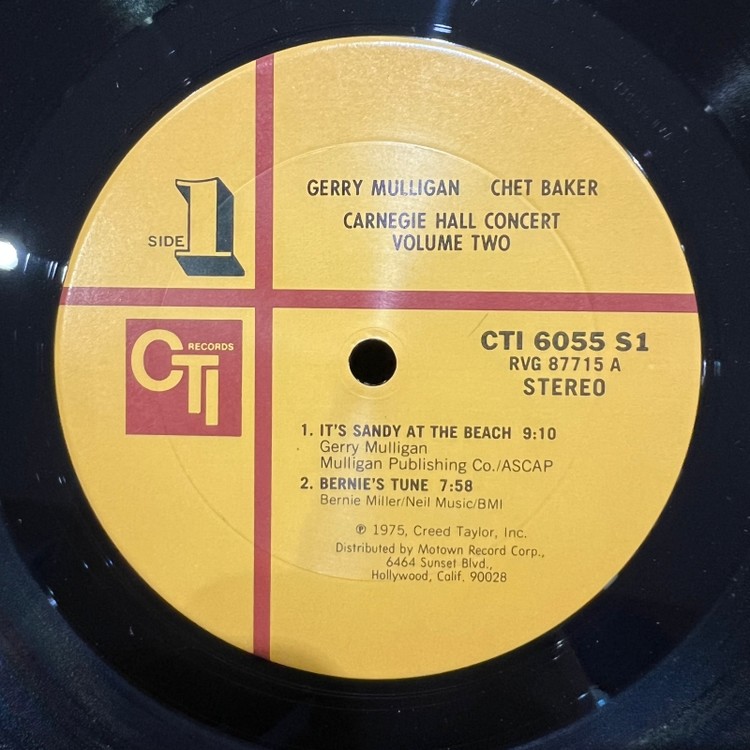 SIDE 1
GERRY MULLIGAN CHET BAKER
CARNEGIE HALL CONCERT
VOLUME TWO
CTI RECORDS
CTI 6055 S1
RVG 87715 A
STEREO
1. IT'S SANDY AT THE BEACH 9:10
Gerry Mulligan
Mulligan Publishing Co./ASCAP
2. BERNIE'S TUNE 7:58
Bernie Miller/Neil Music/BMI
℗ 1975, Creed Taylor, Inc.
Distributed by Motown Record Corp.,
6464 Sunset Blvd.,
Hollywood, Calif. 90028